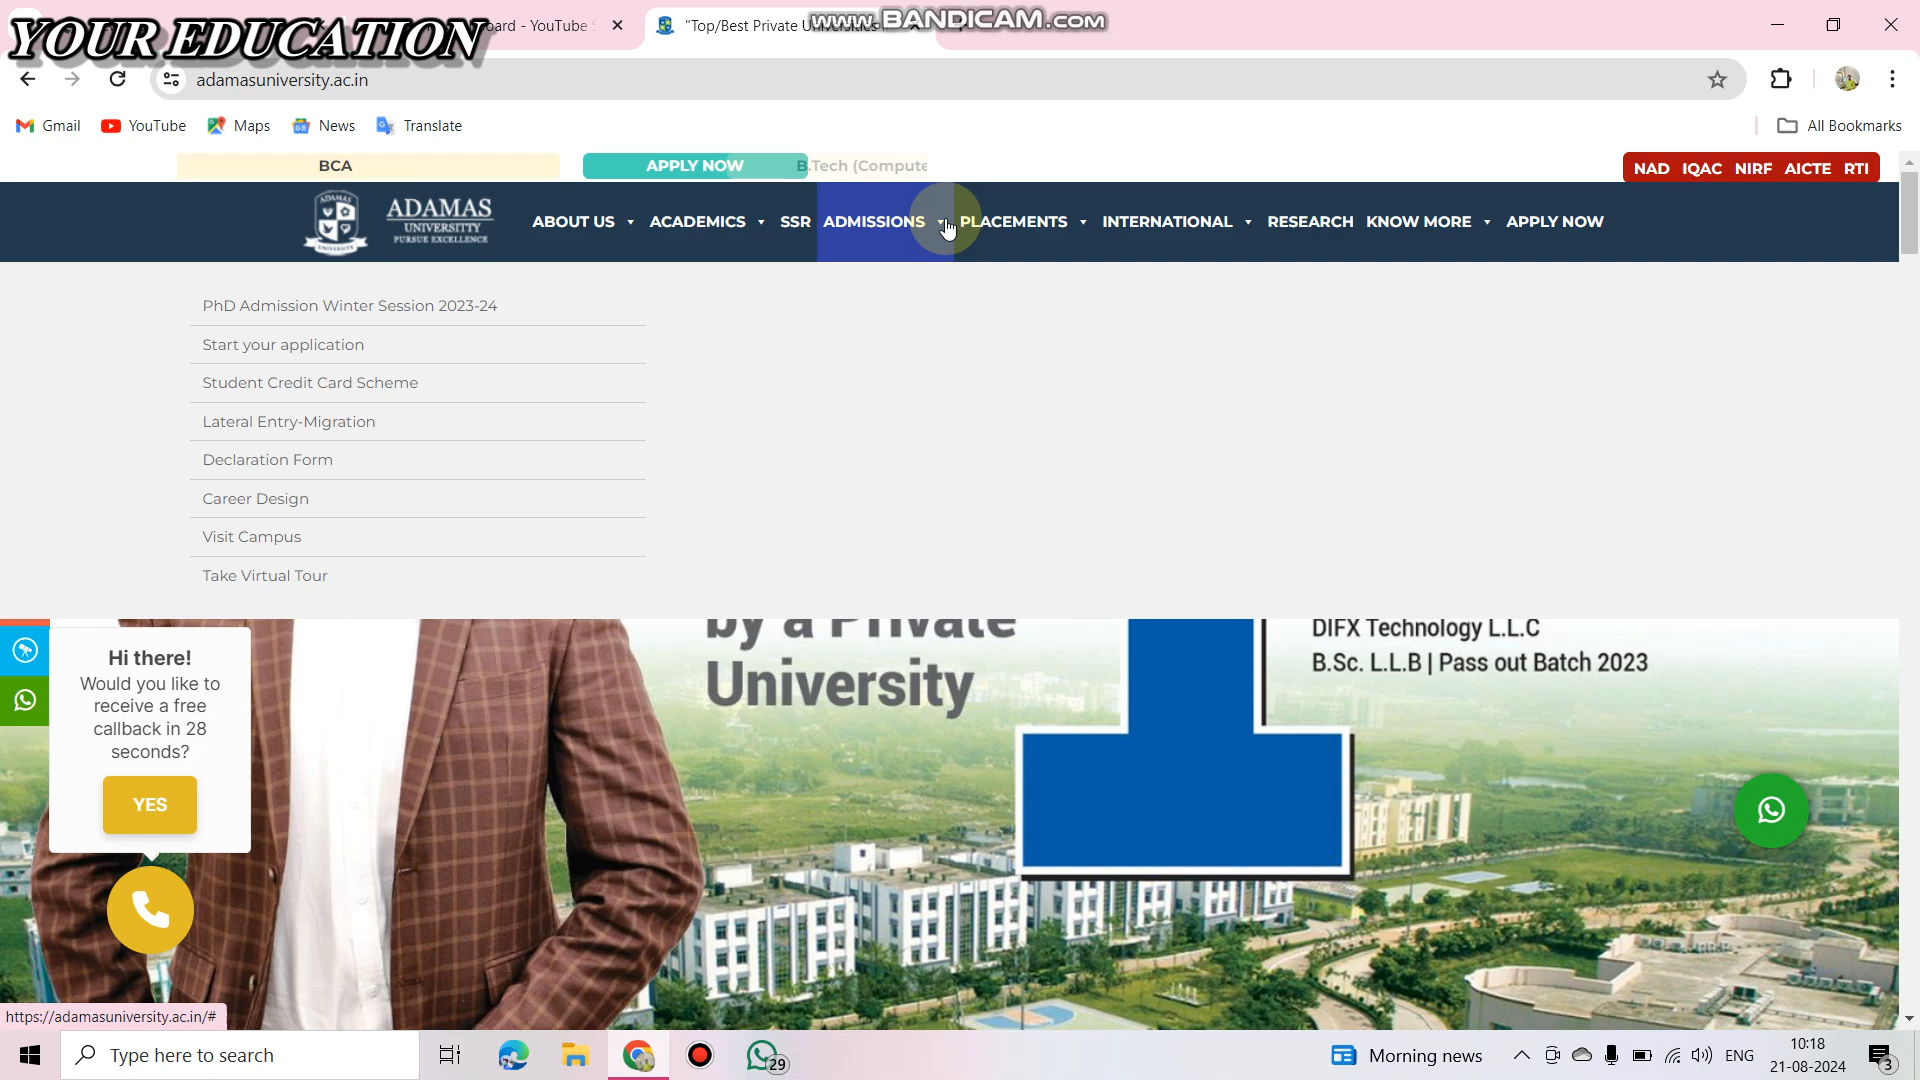 YOUR EDUCATION
board - YouTube
"Top/Best Private Universities
www.BANDICAM.com
adamasuniversity.ac.in
Gmail YouTube Maps News Translate All Bookmarks
BCA APPLY NOW B.Tech (Compute NAD IQAC NIRF AICTE RTI
ADAMAS
UNIVERSITY
PURSUE EXCELLENCE
ABOUT US ACADEMICS SSR ADMISSIONS PLACEMENTS INTERNATIONAL RESEARCH KNOW MORE APPLY NOW
PhD Admission Winter Session 2023-24
Start your application
Student Credit Card Scheme
Lateral Entry-Migration
Declaration Form
Career Design
Visit Campus
Take Virtual Tour
by a Private
University
DIFX Technology L.L.C
B.Sc. L.L.B | Pass out Batch 2023
Hi there!
Would you like to
receive a free
callback in 28
seconds?
YES
https://adamasuniversity.ac.in/#
Type here to search
29
Morning news
ENG
10:18
21-08-2024
3